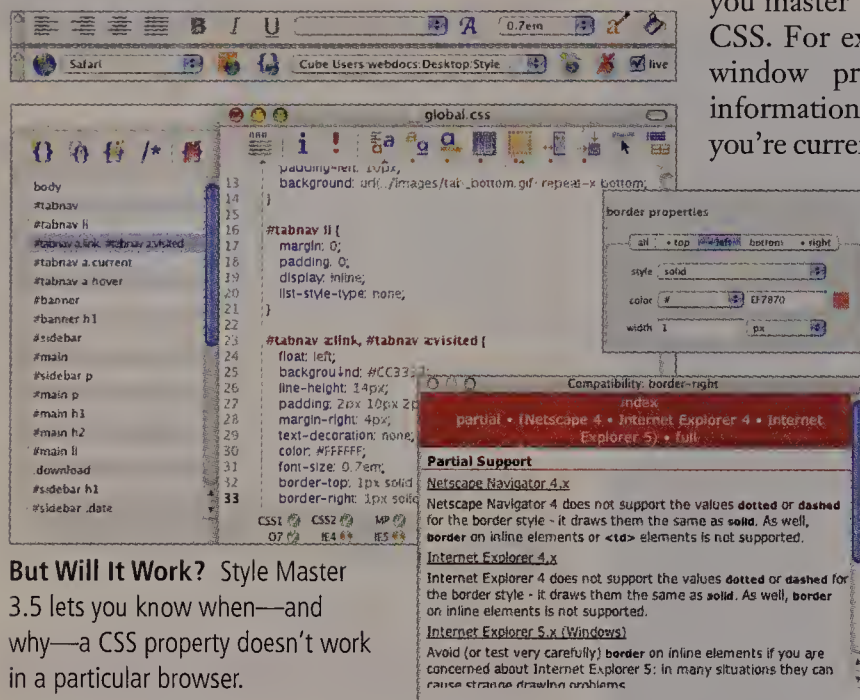 B I U A 0.7em
Safari Cube Users webdocs:Desktop:Style live
you master
CSS. For ex
window pr
information
you're curren
global.css
{} /* i !
body
#tabnav
#tabnav li
#tabnav a:link, #tabnav a:visited
#tabnav a.current
#tabnav a:hover
#banner
#banner h1
#sidebar
#main
#sidebar p
#main p
#main h1
#main h2
#main li
.download
#sidebar h1
#sidebar .date
padding-left: 10px;
13 background: url(../images/tab_bottom.gif repeat-x bottom;
14 }
15
16 #tabnav li {
17 margin: 0;
18 padding: 0;
19 display: inline;
20 list-style-type: none;
21 }
22
23 #tabnav a:link, #tabnav a:visited {
24 float: left;
25 background: #CC33
26 line-height: 14px;
27 padding: 2px 10px 2p
28 margin-right: 4px;
29 text-decoration: none;
30 color: #FFFFFF;
31 font-size: 0.7em;
32 border-top: 1px solid
33 border-right: 1px solid
CSS1 CSS2 MP
O7 IE4 IE5
border properties
all • top left bottom • right
style solid
color # EF7870
width 1 px
Compatibility: border-right
index
partial • (Netscape 4 • Internet Explorer 4 • Internet
Explorer 5) • full
Partial Support
Netscape Navigator 4.x
Netscape Navigator 4 does not support the values dotted or dashed
for the border style - it draws them the same as solid. As well,
border on inline elements or <td> elements is not supported.
Internet Explorer 4.x
Internet Explorer 4 does not support the values dotted or dashed for
the border style - it draws them the same as solid. As well, border
on inline elements is not supported.
Internet Explorer 5.x (Windows)
Avoid (or test very carefully) border on inline elements if you are
concerned about Internet Explorer 5: in many situations they can
cause strange drawing problems
But Will It Work? Style Master
3.5 lets you know when—and
why—a CSS property doesn't work
in a particular browser.